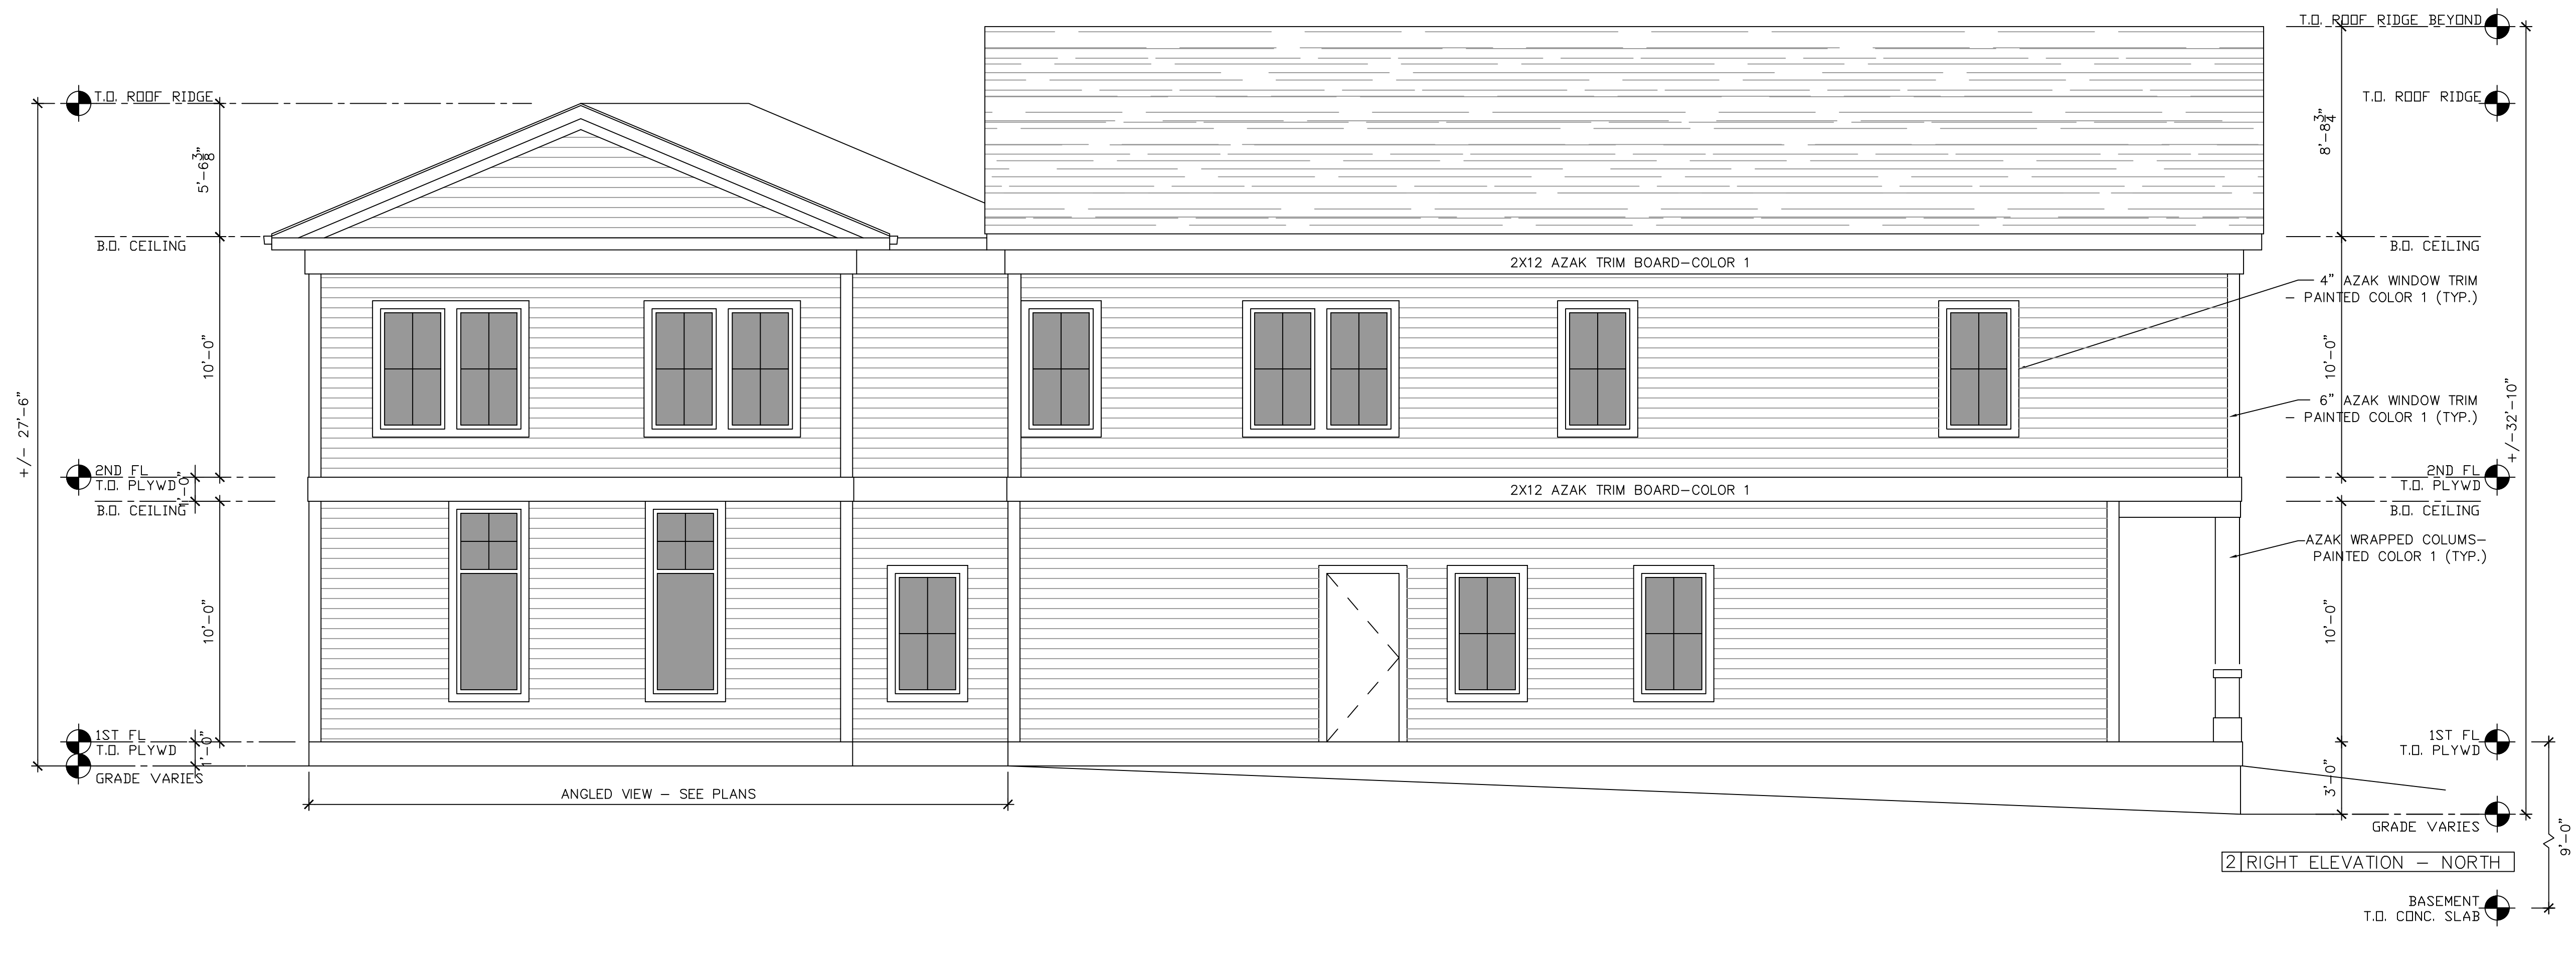 T.O. ROOF RIDGE BEYOND
T.O. ROOF RIDGE
T.O. ROOF RIDGE
8'-8 3/4"
5'-6 3/8"
B.O. CEILING
B.O. CEILING
2X12 AZAK TRIM BOARD-COLOR 1
4" AZAK WINDOW TRIM
- PAINTED COLOR 1 (TYP.)
10'-0"
10'-0"
6" AZAK WINDOW TRIM
- PAINTED COLOR 1 (TYP.)
+/- 27'-6"
+/-32'-10"
2ND FL
T.O. PLYWD
1'-0"
B.O. CEILING
2X12 AZAK TRIM BOARD-COLOR 1
2ND FL
T.O. PLYWD
B.O. CEILING
AZAK WRAPPED COLUMS-
PAINTED COLOR 1 (TYP.)
10'-0"
10'-0"
1ST FL
T.O. PLYWD
1'-0"
GRADE VARIES
1ST FL
T.O. PLYWD
3'-0"
ANGLED VIEW - SEE PLANS
GRADE VARIES
9'-0"
2 RIGHT ELEVATION - NORTH
BASEMENT
T.O. CONC. SLAB